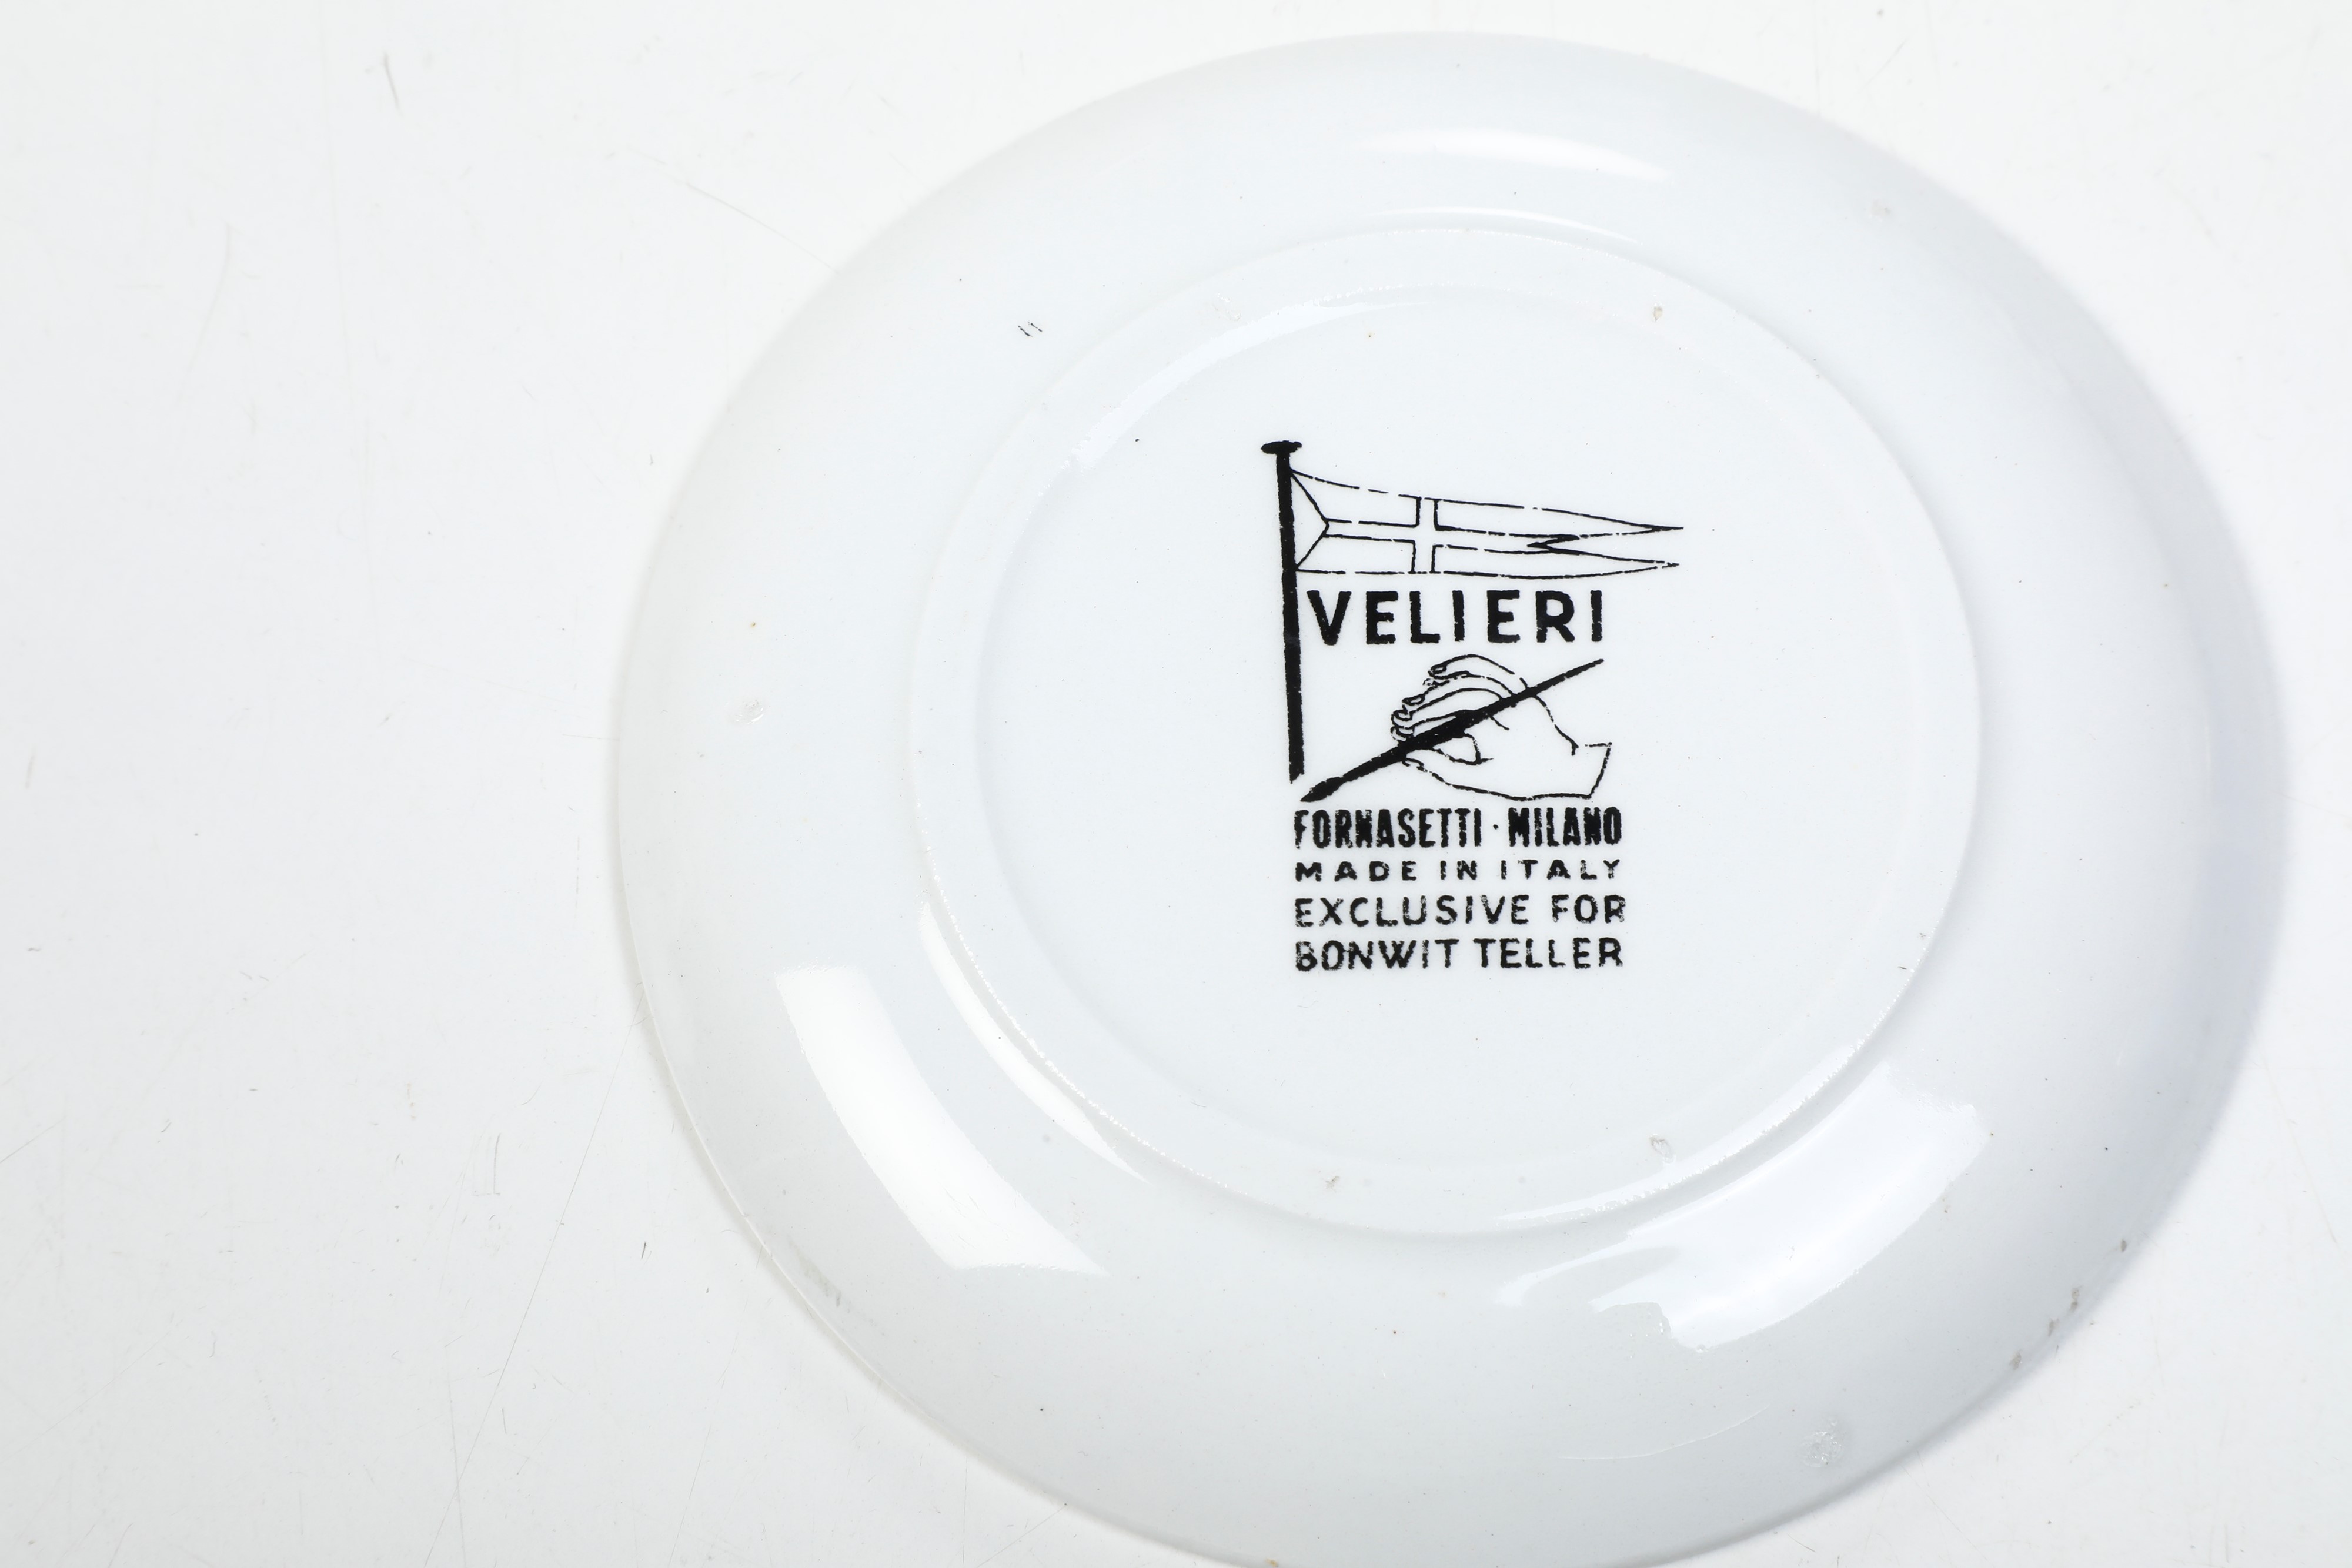 VELIERI
FORNASETTI · MILANO
MADE IN ITALY
EXCLUSIVE FOR
BONWIT TELLER